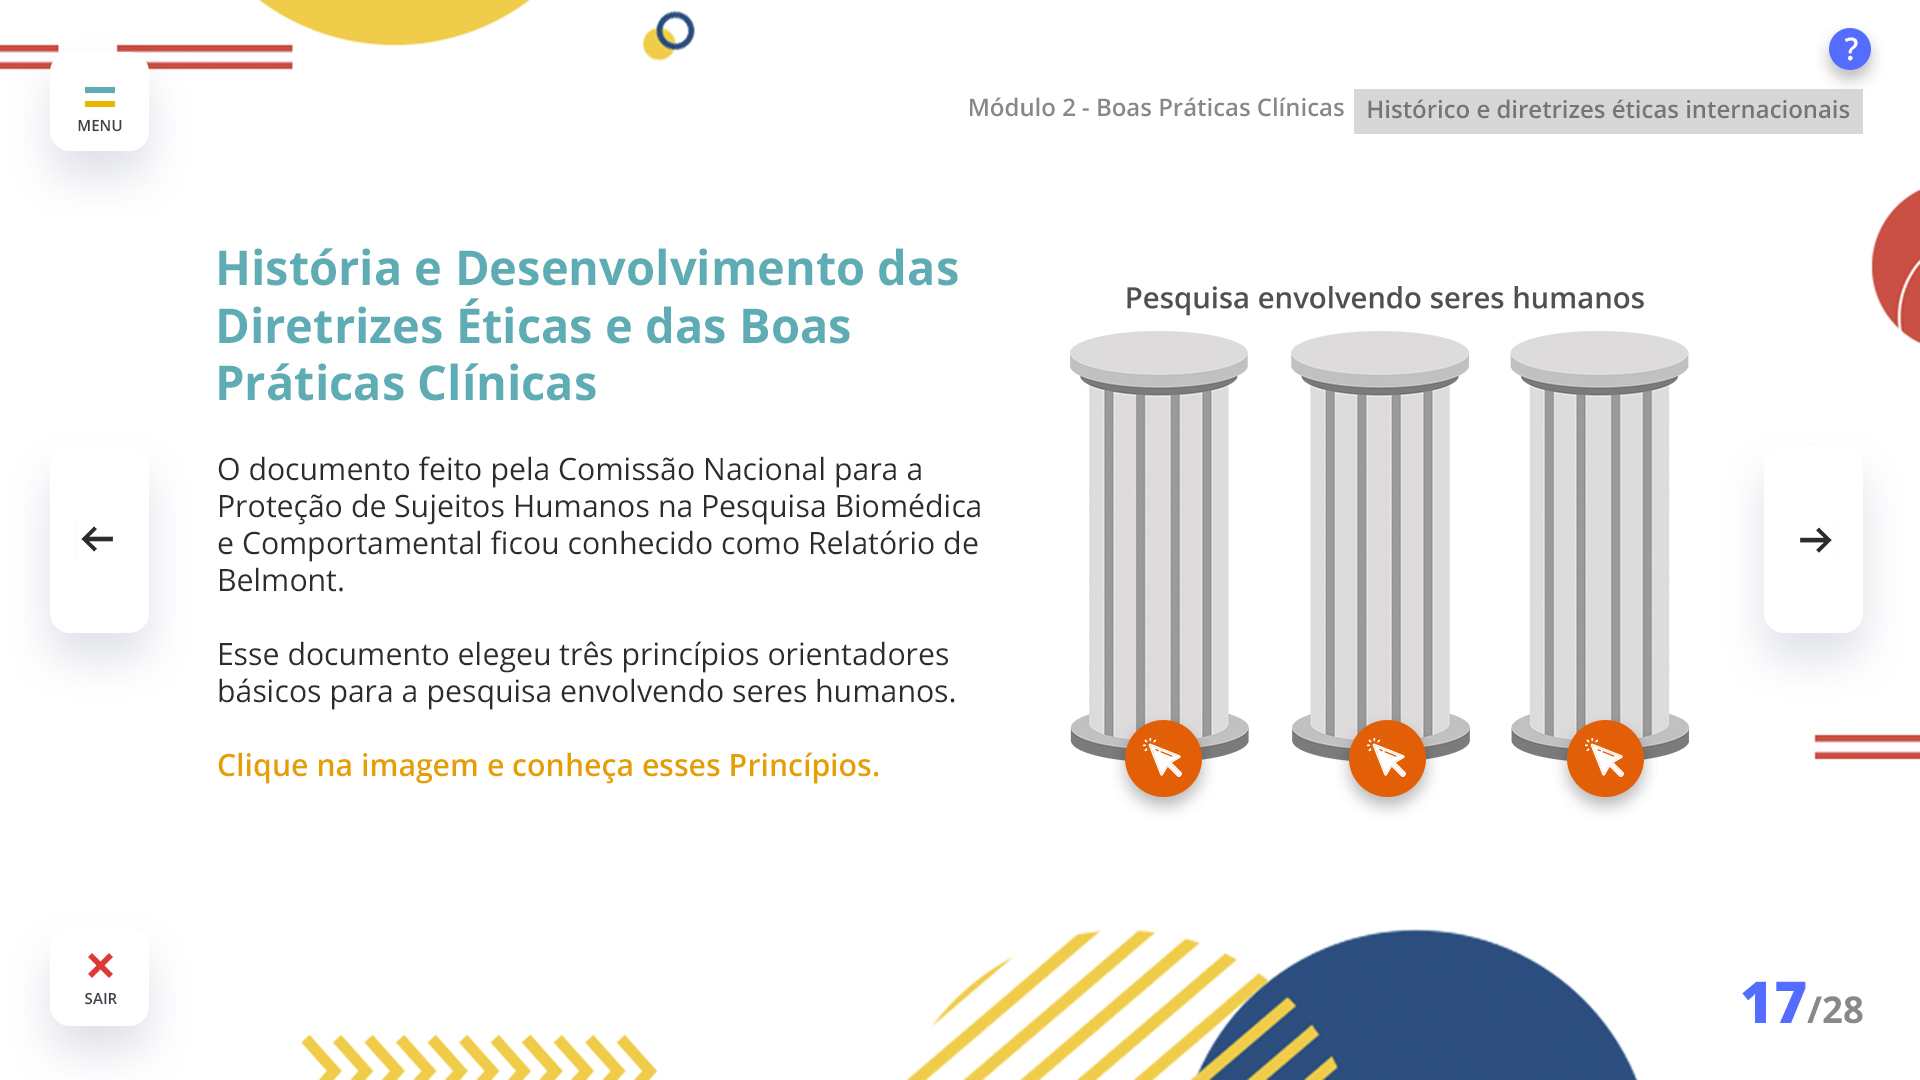 ?
MENU
Módulo 2 - Boas Práticas Clínicas
Histórico e diretrizes éticas internacionais
História e Desenvolvimento das
Diretrizes Éticas e das Boas
Práticas Clínicas
O documento feito pela Comissão Nacional para a
Proteção de Sujeitos Humanos na Pesquisa Biomédica
e Comportamental ficou conhecido como Relatório de
Belmont.
Esse documento elegeu três princípios orientadores
básicos para a pesquisa envolvendo seres humanos.
Clique na imagem e conheça esses Princípios.
Pesquisa envolvendo seres humanos
SAIR
17/28